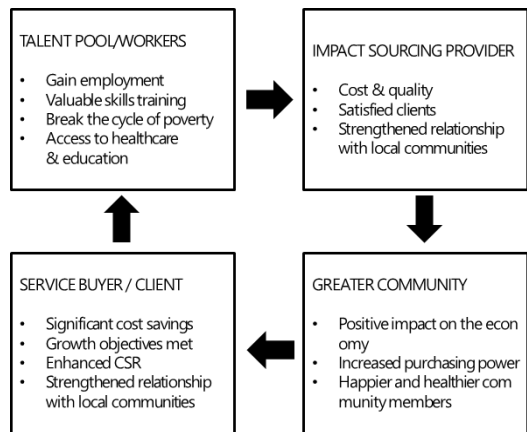 TALENT POOL/WORKERS
• Gain employment
• Valuable skills training
• Break the cycle of poverty
• Access to healthcare
& education
IMPACT SOURCING PROVIDER
• Cost & quality
• Satisfied clients
• Strengthened relationship
with local communities
SERVICE BUYER / CLIENT
• Significant cost savings
• Growth objectives met
• Enhanced CSR
• Strengthened relationship
with local communities
GREATER COMMUNITY
• Positive impact on the econ
omy
• Increased purchasing power
• Happier and healthier com
munity members